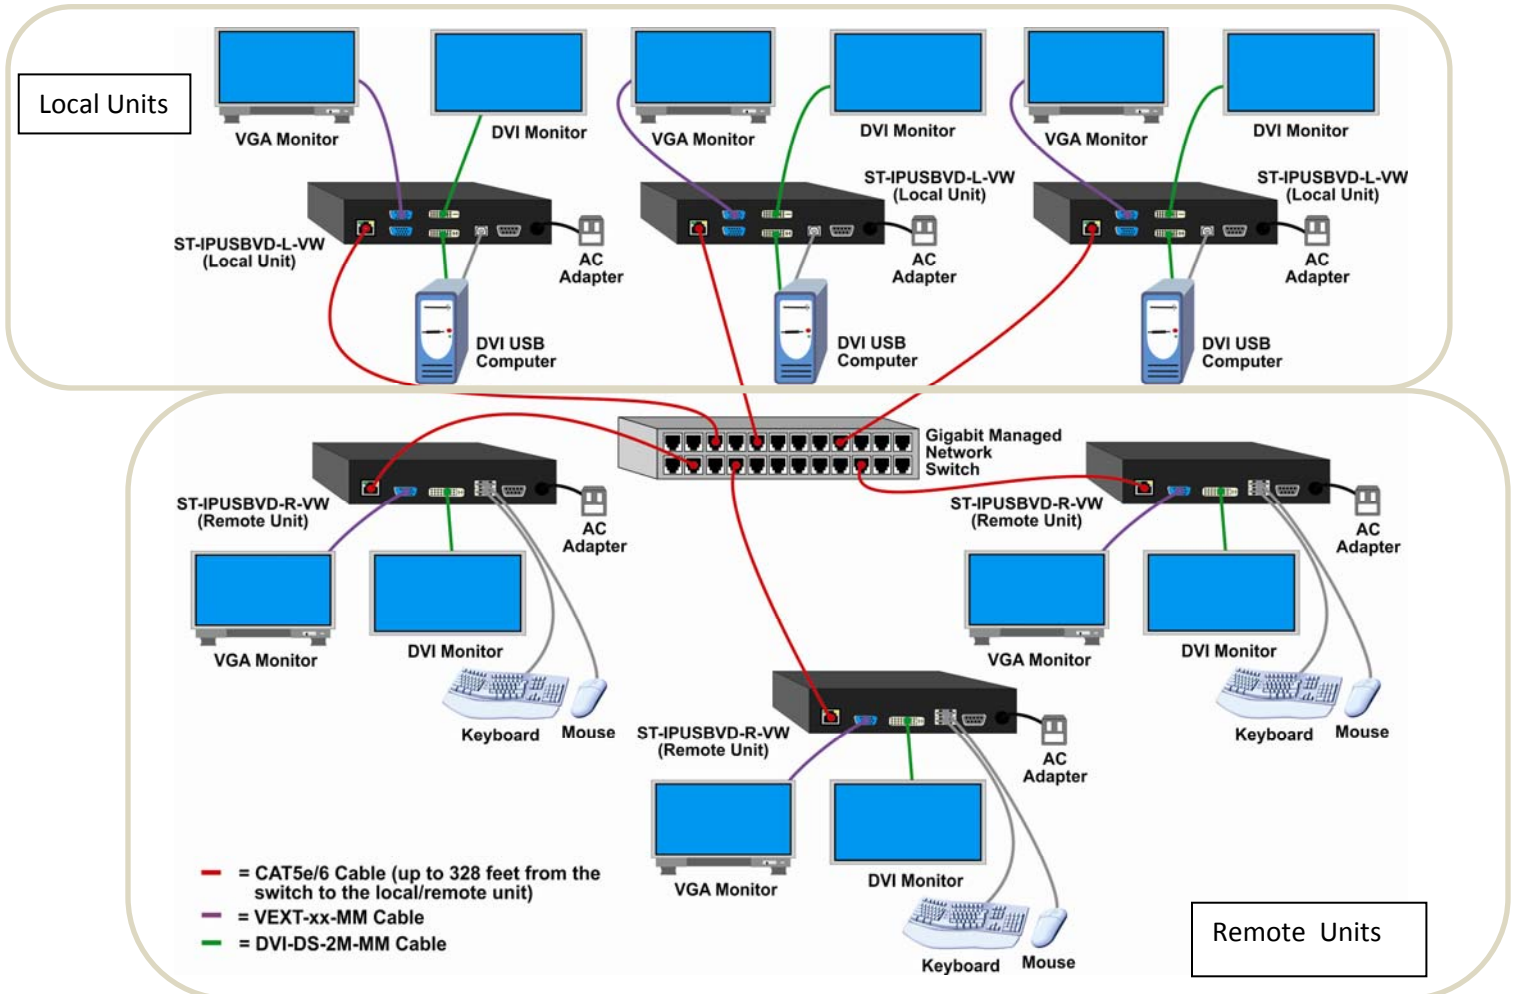 Local Units
VGA Monitor
DVI Monitor
VGA Monitor
DVI Monitor
VGA Monitor
DVI Monitor
ST-IPUSBVD-L-VW
(Local Unit)
AC
Adapter
DVI USB
Computer
ST-IPUSBVD-L-VW
(Local Unit)
AC
Adapter
DVI USB
Computer
ST-IPUSBVD-L-VW
(Local Unit)
AC
Adapter
DVI USB
Computer
Gigabit Managed
Network
Switch
ST-IPUSBVD-R-VW
(Remote Unit)
AC
Adapter
VGA Monitor
DVI Monitor
Keyboard
Mouse
ST-IPUSBVD-R-VW
(Remote Unit)
AC
Adapter
VGA Monitor
DVI Monitor
Keyboard
Mouse
ST-IPUSBVD-R-VW
(Remote Unit)
AC
Adapter
VGA Monitor
DVI Monitor
Keyboard
Mouse
= CAT5e/6 Cable (up to 328 feet from the
switch to the local/remote unit)
= VEXT-xx-MM Cable
= DVI-DS-2M-MM Cable
Remote Units